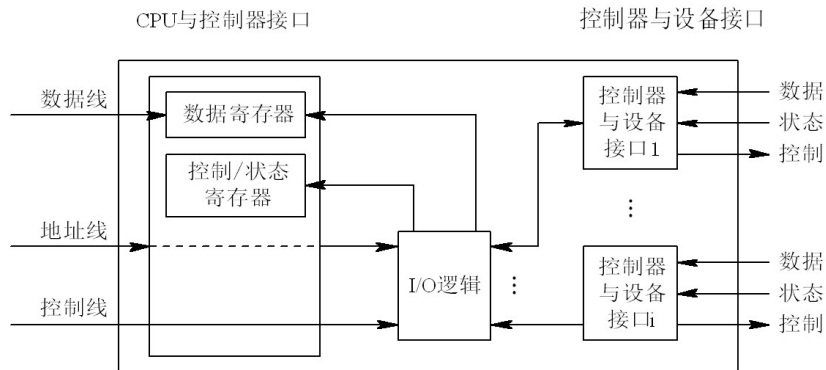 CPU与控制器接口
控制器与设备接口
数据线
数据寄存器
控制/状态
寄存器
地址线
控制线
I/O逻辑
控制器
与设备
接口1
数据
状态
控制
控制器
与设备
接口i
数据
状态
控制